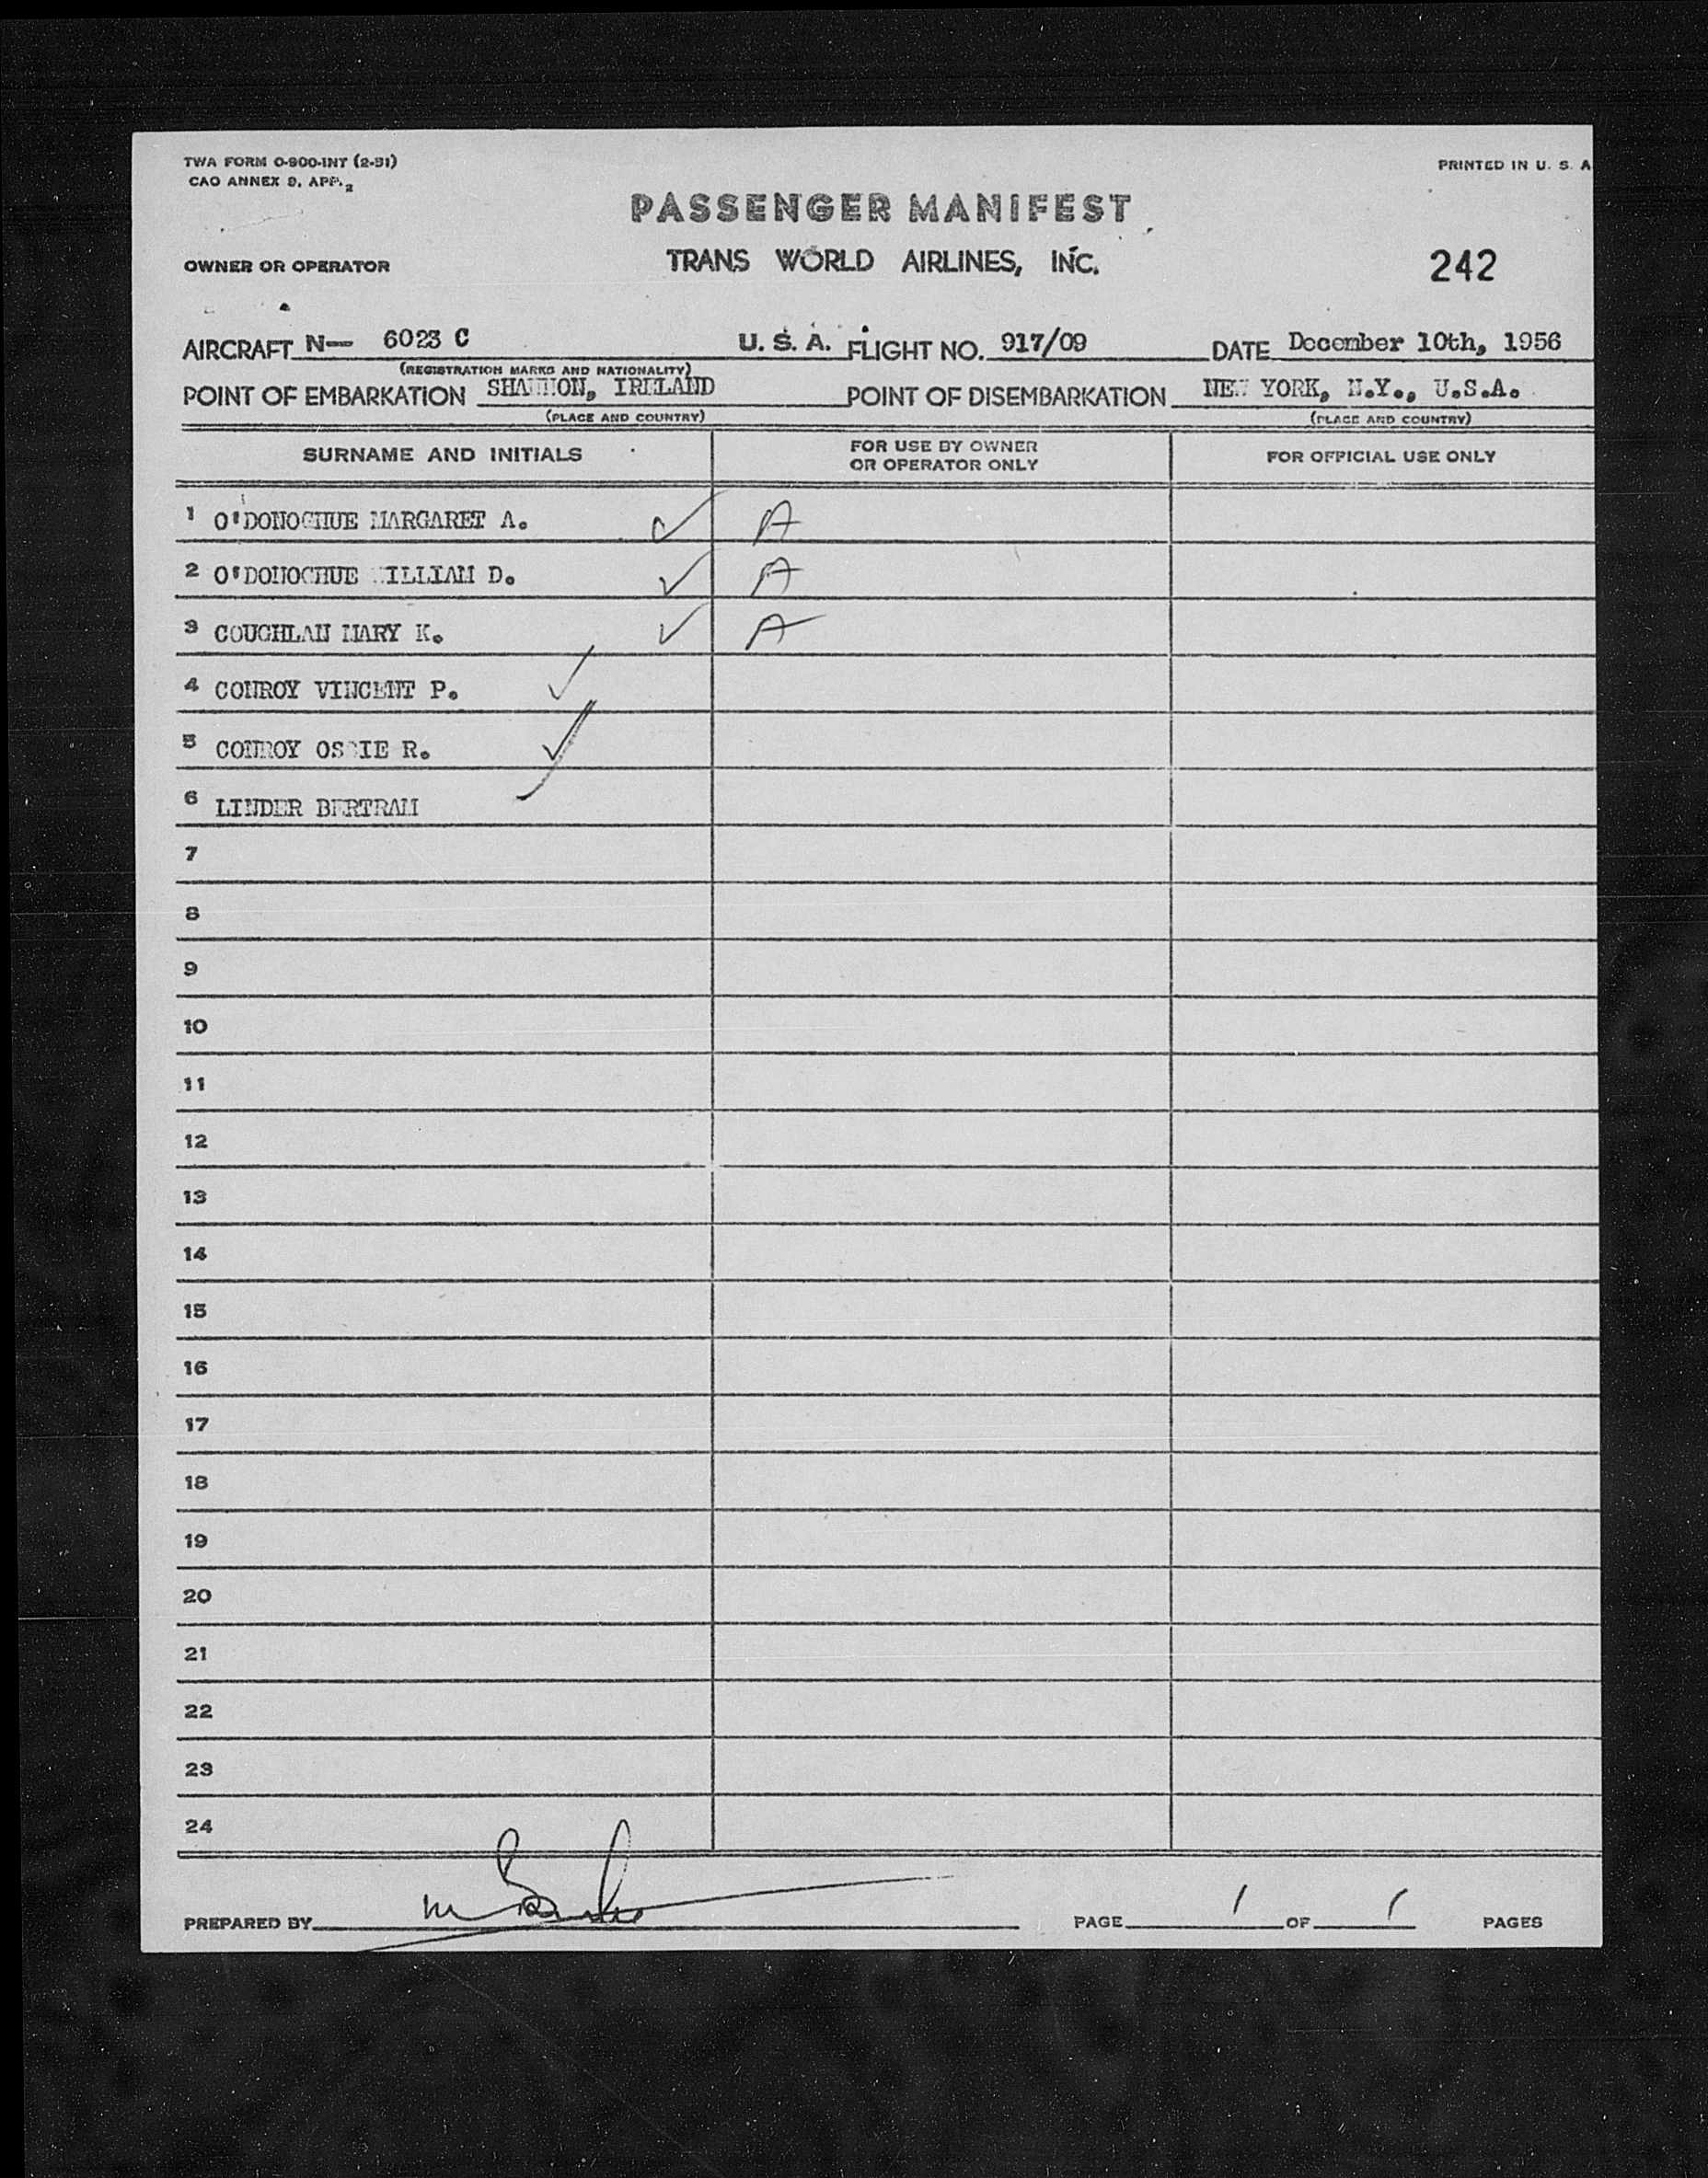 TWA FORM O-900-INT (2-51)
PRINTED IN U. S. A
CAO ANNEX 9, APP. 2
PASSENGER MANIFEST
OWNER OR OPERATOR TRANS WORLD AIRLINES, INC. 242
AIRCRAFT N— 6023 C U. S. A. FLIGHT NO. 917/09 DATE December 10th, 1956
(REGISTRATION MARKS AND NATIONALITY)
POINT OF EMBARKATION SHANNON, IRELAND POINT OF DISEMBARKATION NEW YORK, N.Y., U.S.A.
(PLACE AND COUNTRY) (PLACE AND COUNTRY)
SURNAME AND INITIALS FOR USE BY OWNER OR OPERATOR ONLY FOR OFFICIAL USE ONLY
1 O'DONOGHUE MARGARET A. ✓ A
2 O'DONOGHUE WILLIAM D. ✓ A
3 COUGHLAN MARY K. ✓ A
4 CONROY VINCENT P. ✓
5 CONROY R. ✓
6 LINDER BERTRAM ✓
7
8
9
10
11
12
13
14
15
16
17
18
19
20
21
22
23
24
PREPARED BY PAGE 1 OF 1 PAGES